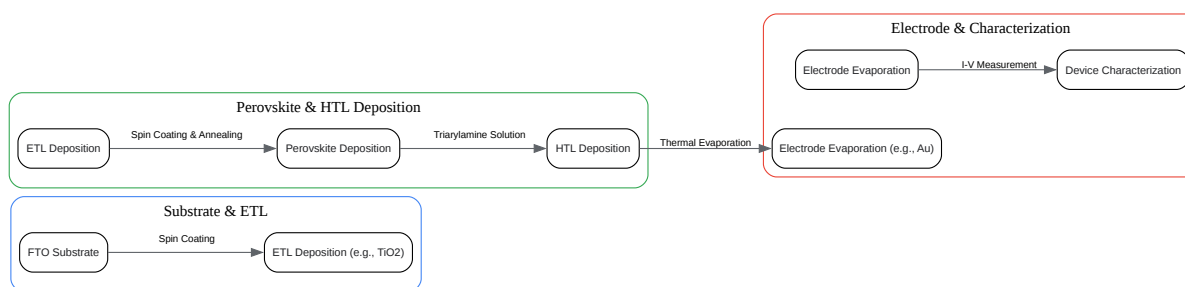 Electrode & Characterization
Electrode Evaporation
I-V Measurement
Device Characterization
Perovskite & HTL Deposition
ETL Deposition
Spin Coating & Annealing
Perovskite Deposition
Triarylamine Solution
HTL Deposition
Thermal Evaporation
Electrode Evaporation (e.g., Au)
Substrate & ETL
FTO Substrate
Spin Coating
ETL Deposition (e.g., TiO2)